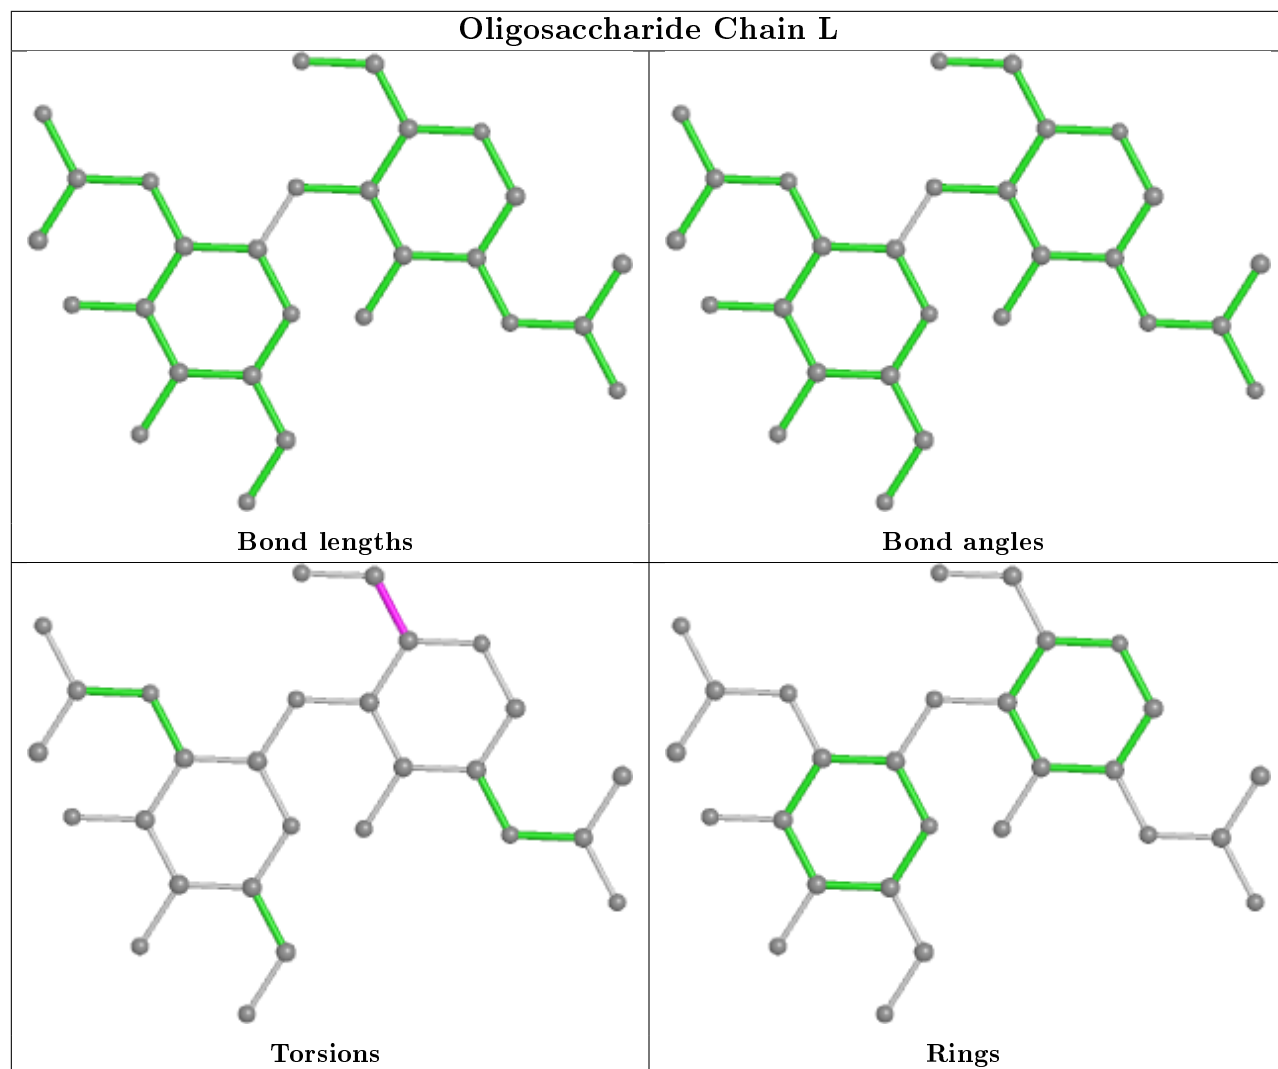 Oligosaccharide Chain L
Bond lengths
Bond angles
Torsions
Rings